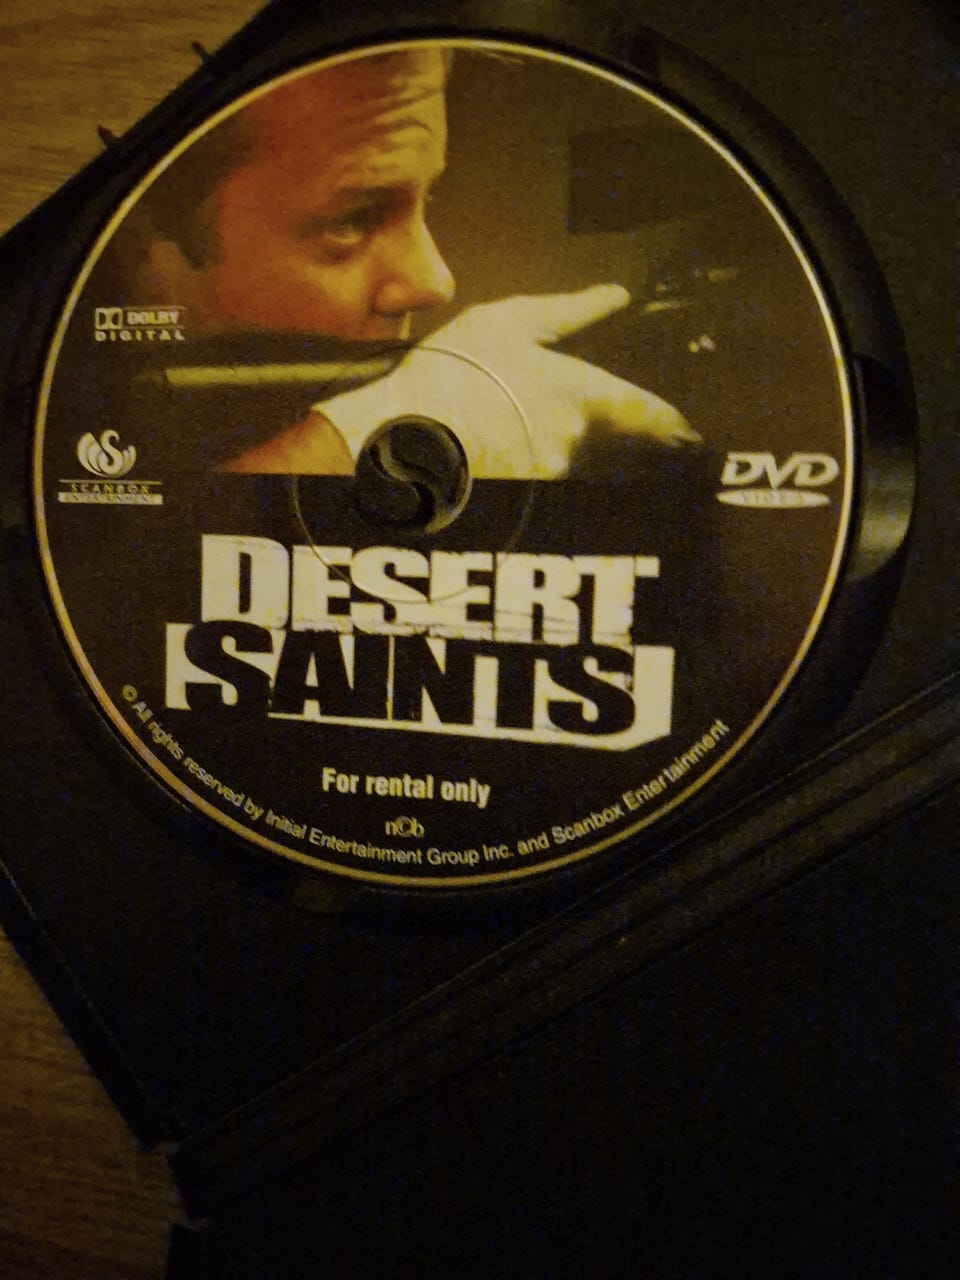 DOLBY
DIGITAL
SCANBOX
ENTERTAINMENT
DVD
VIDEO
DESERT
SAINTS
For rental only
n©b
© All rights reserved by Initial Entertainment Group Inc. and Scanbox Entertainment